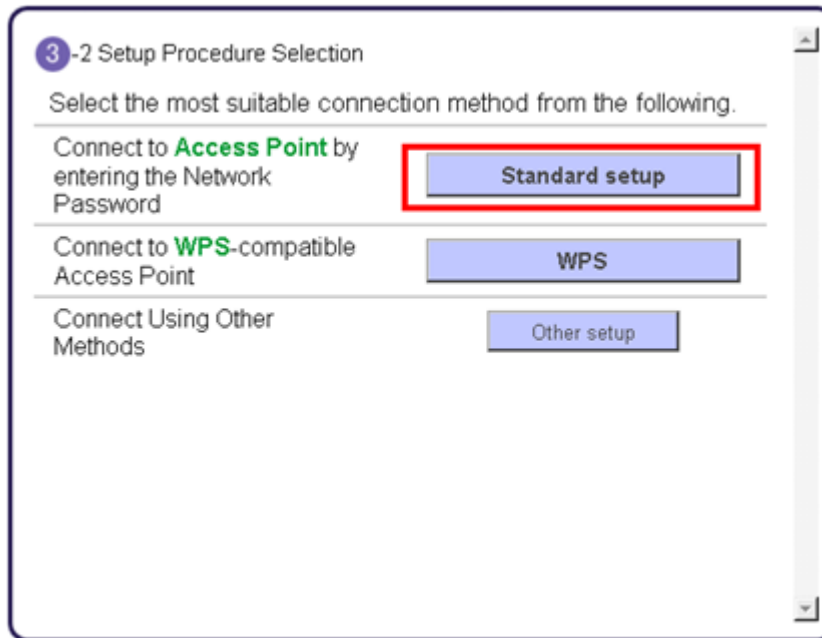 3-2 Setup Procedure Selection
Select the most suitable connection method from the following.
Connect to Access Point by
entering the Network
Password
Standard setup
Connect to WPS-compatible
Access Point
WPS
Connect Using Other
Methods
Other setup